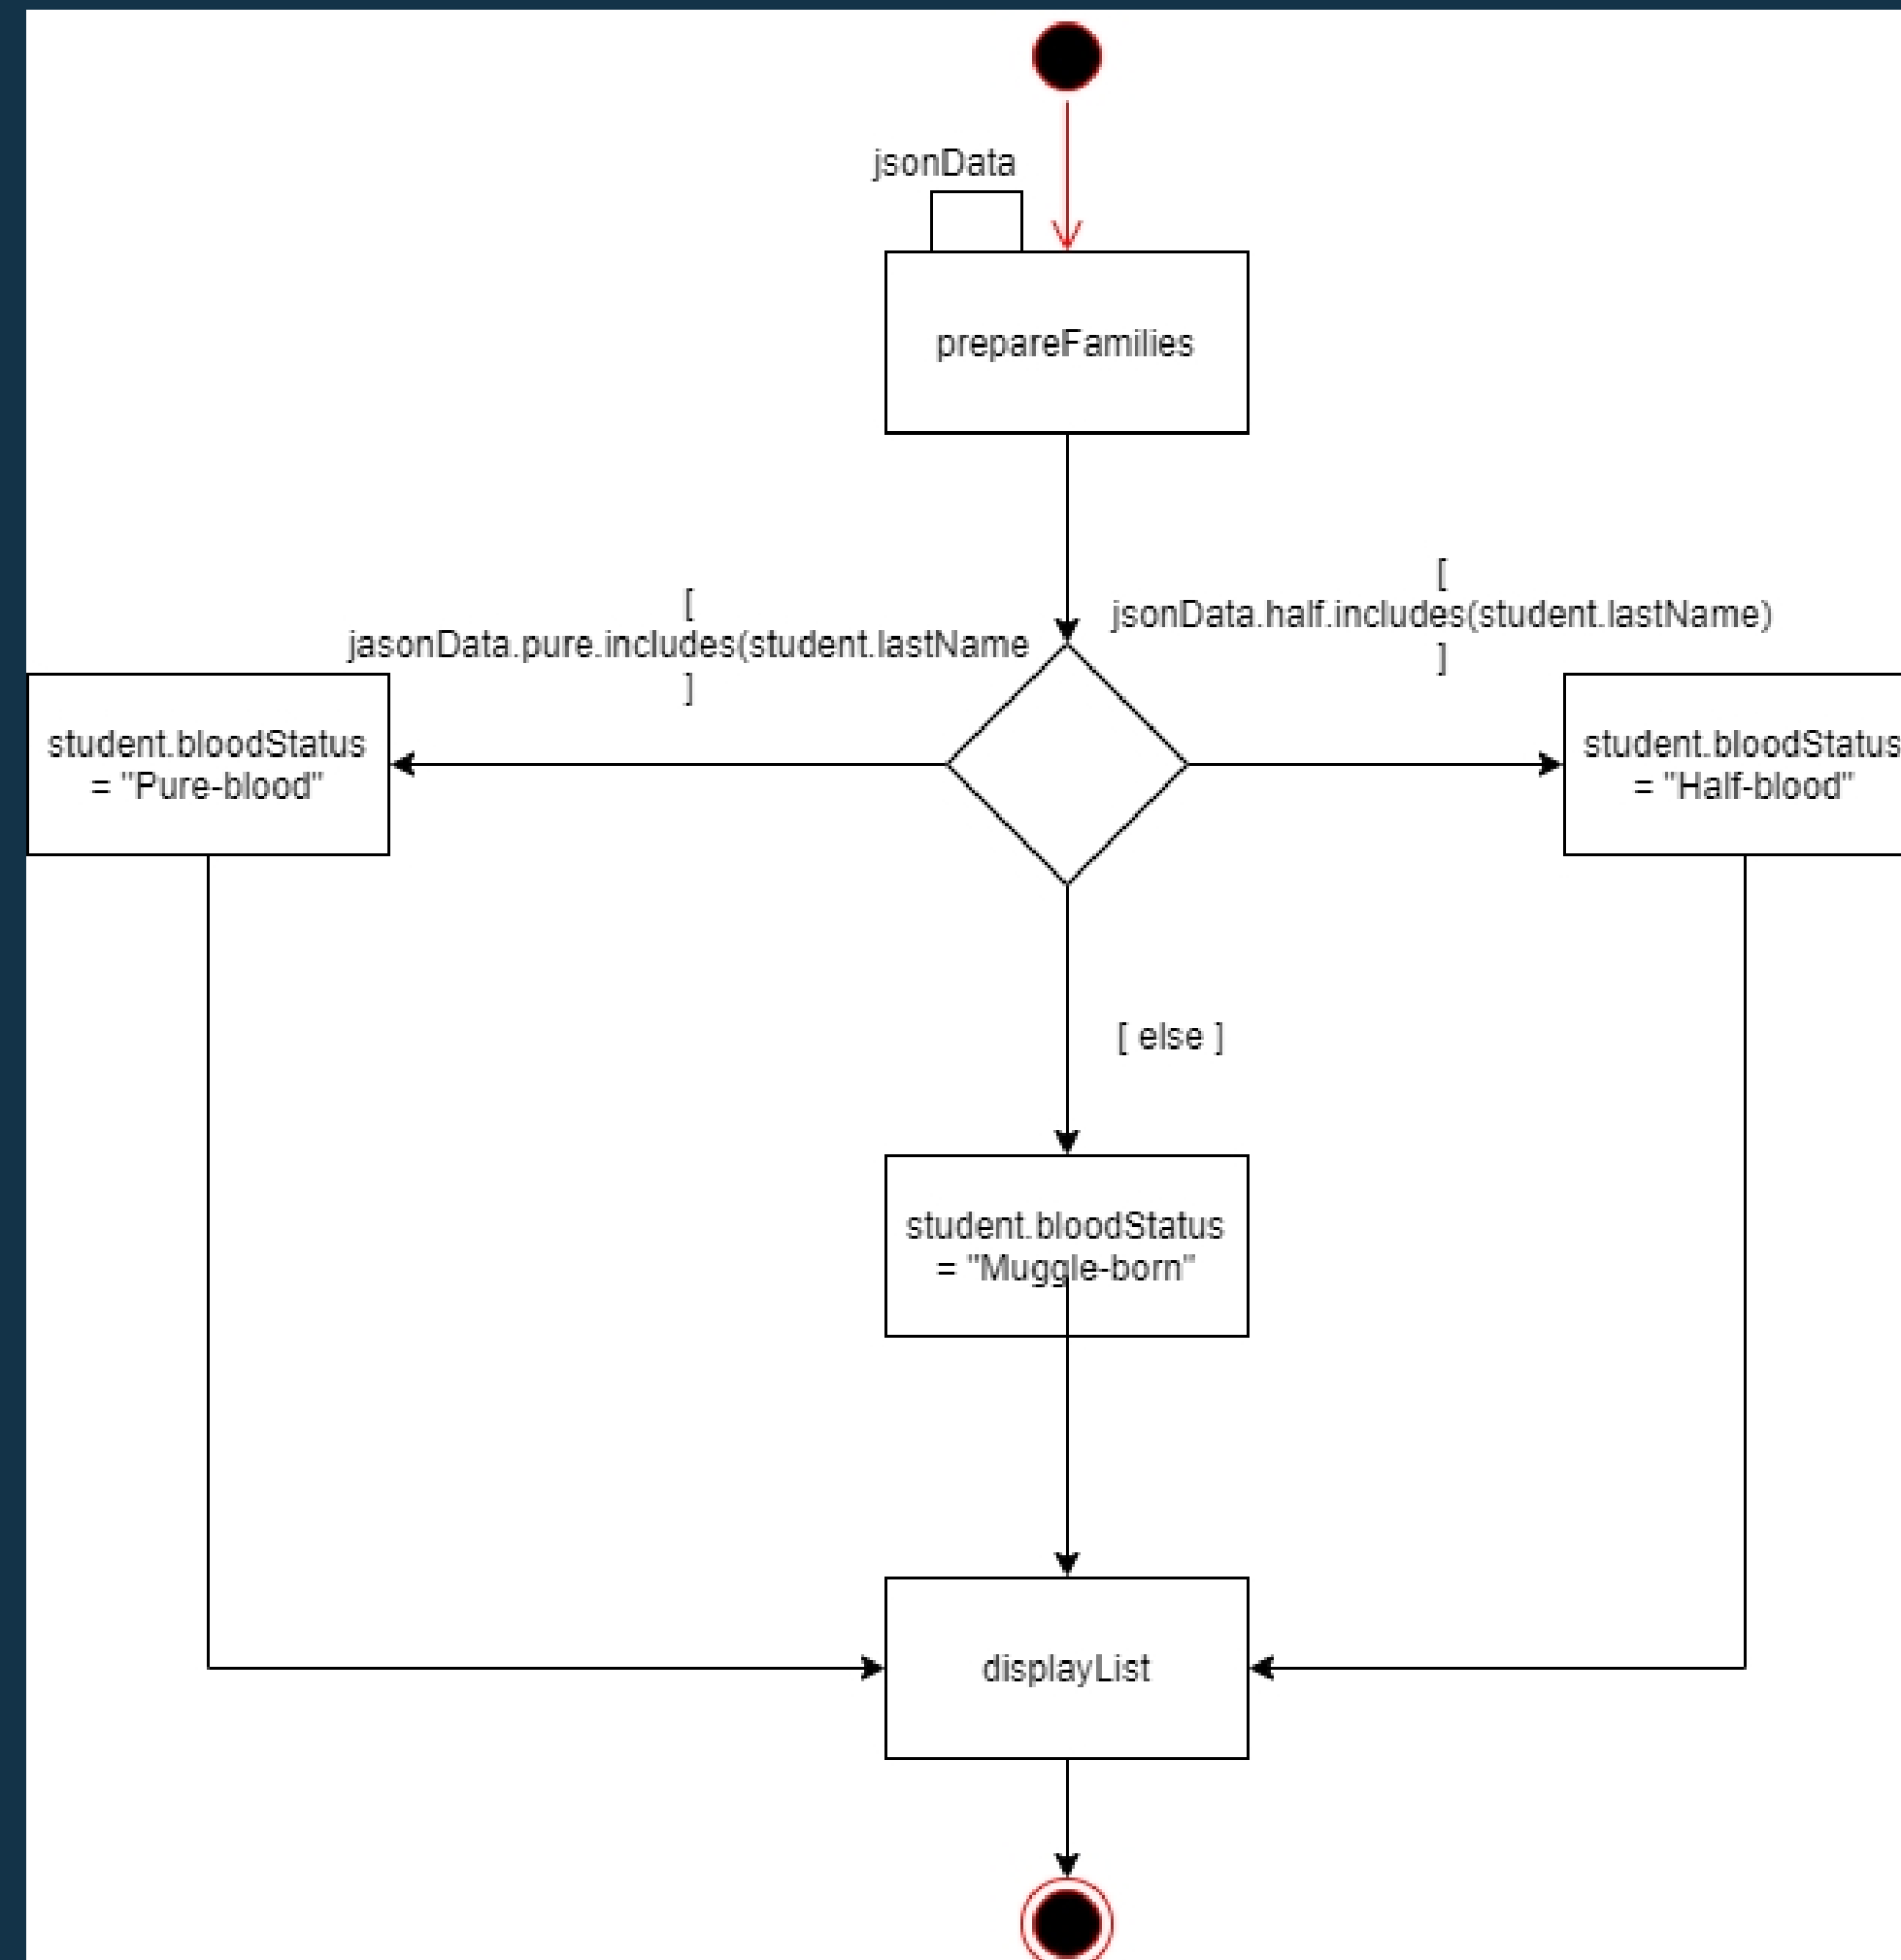 jsonData
prepareFamilies
[
jasonData.pure.includes(student.lastName
]
[
jsonData.half.includes(student.lastName)
]
student.bloodStatus
= "Pure-blood"
student.bloodStatus
= "Half-blood"
[ else ]
student.bloodStatus
= "Muggle-born"
displayList